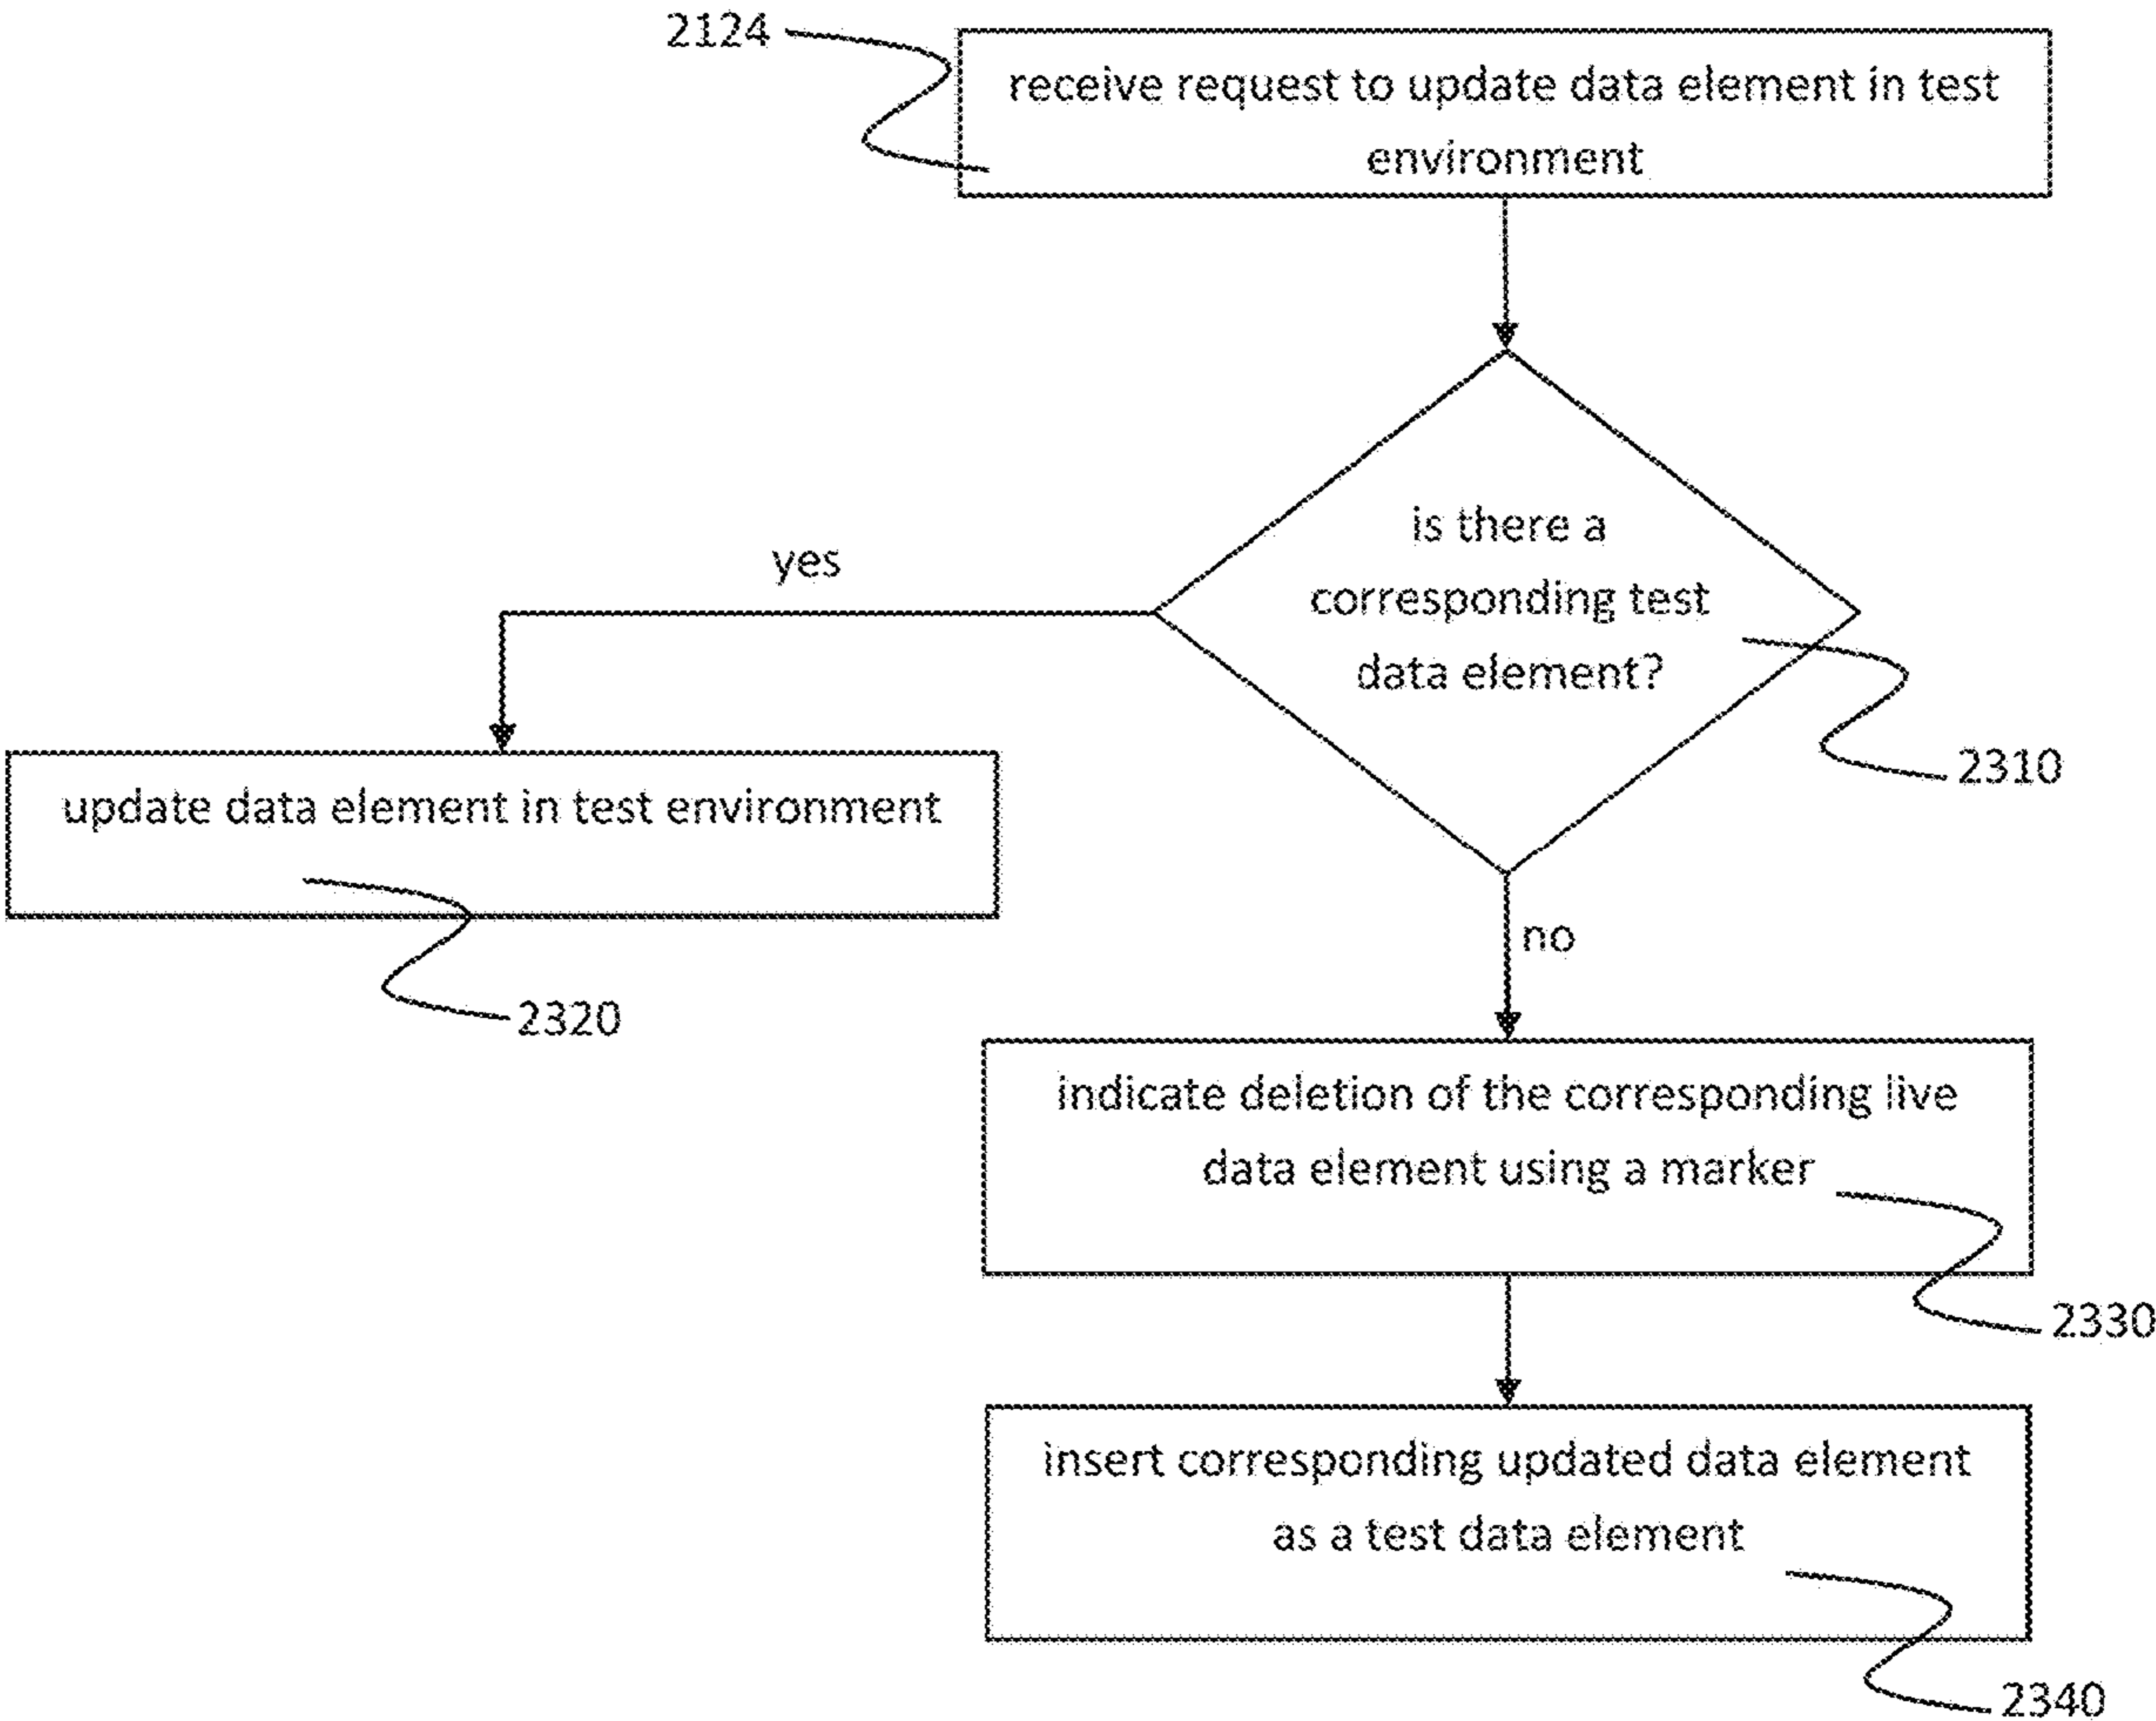 2124
receive request to update data element in test
environment
is there a
corresponding test
data element?
2310
yes
update data element in test environment
2320
no
indicate deletion of the corresponding live
data element using a marker
2330
insert corresponding updated data element
as a test data element
2340